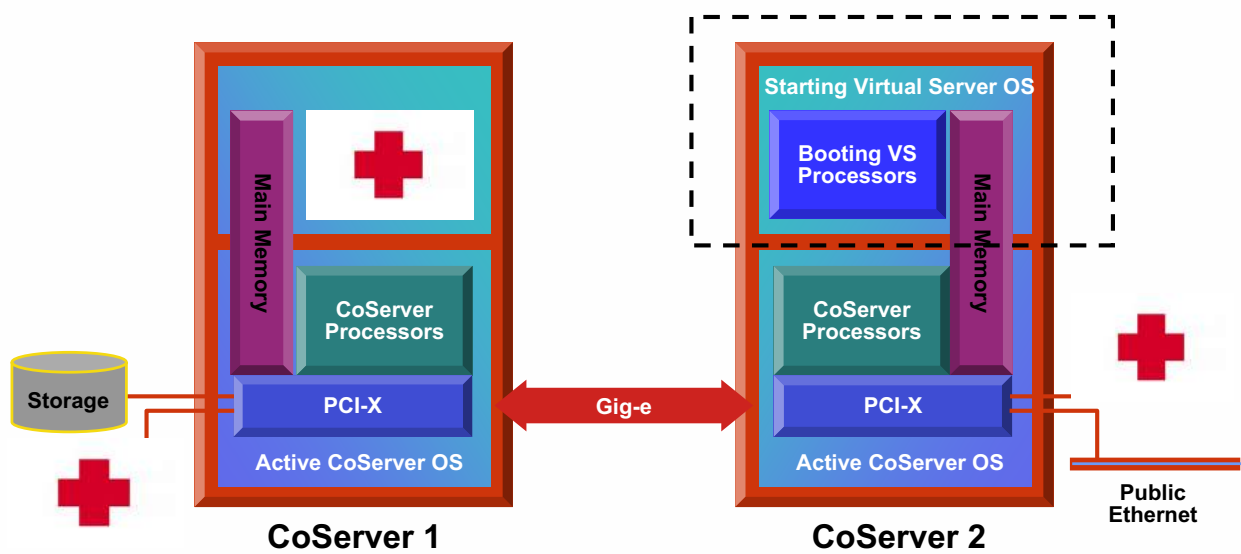 Main Memory
CoServer
Processors
PCI-X
Active CoServer OS
CoServer 1
Storage
Gig-e
Starting Virtual Server OS
Booting VS
Processors
Main Memory
CoServer
Processors
PCI-X
Active CoServer OS
CoServer 2
Public
Ethernet